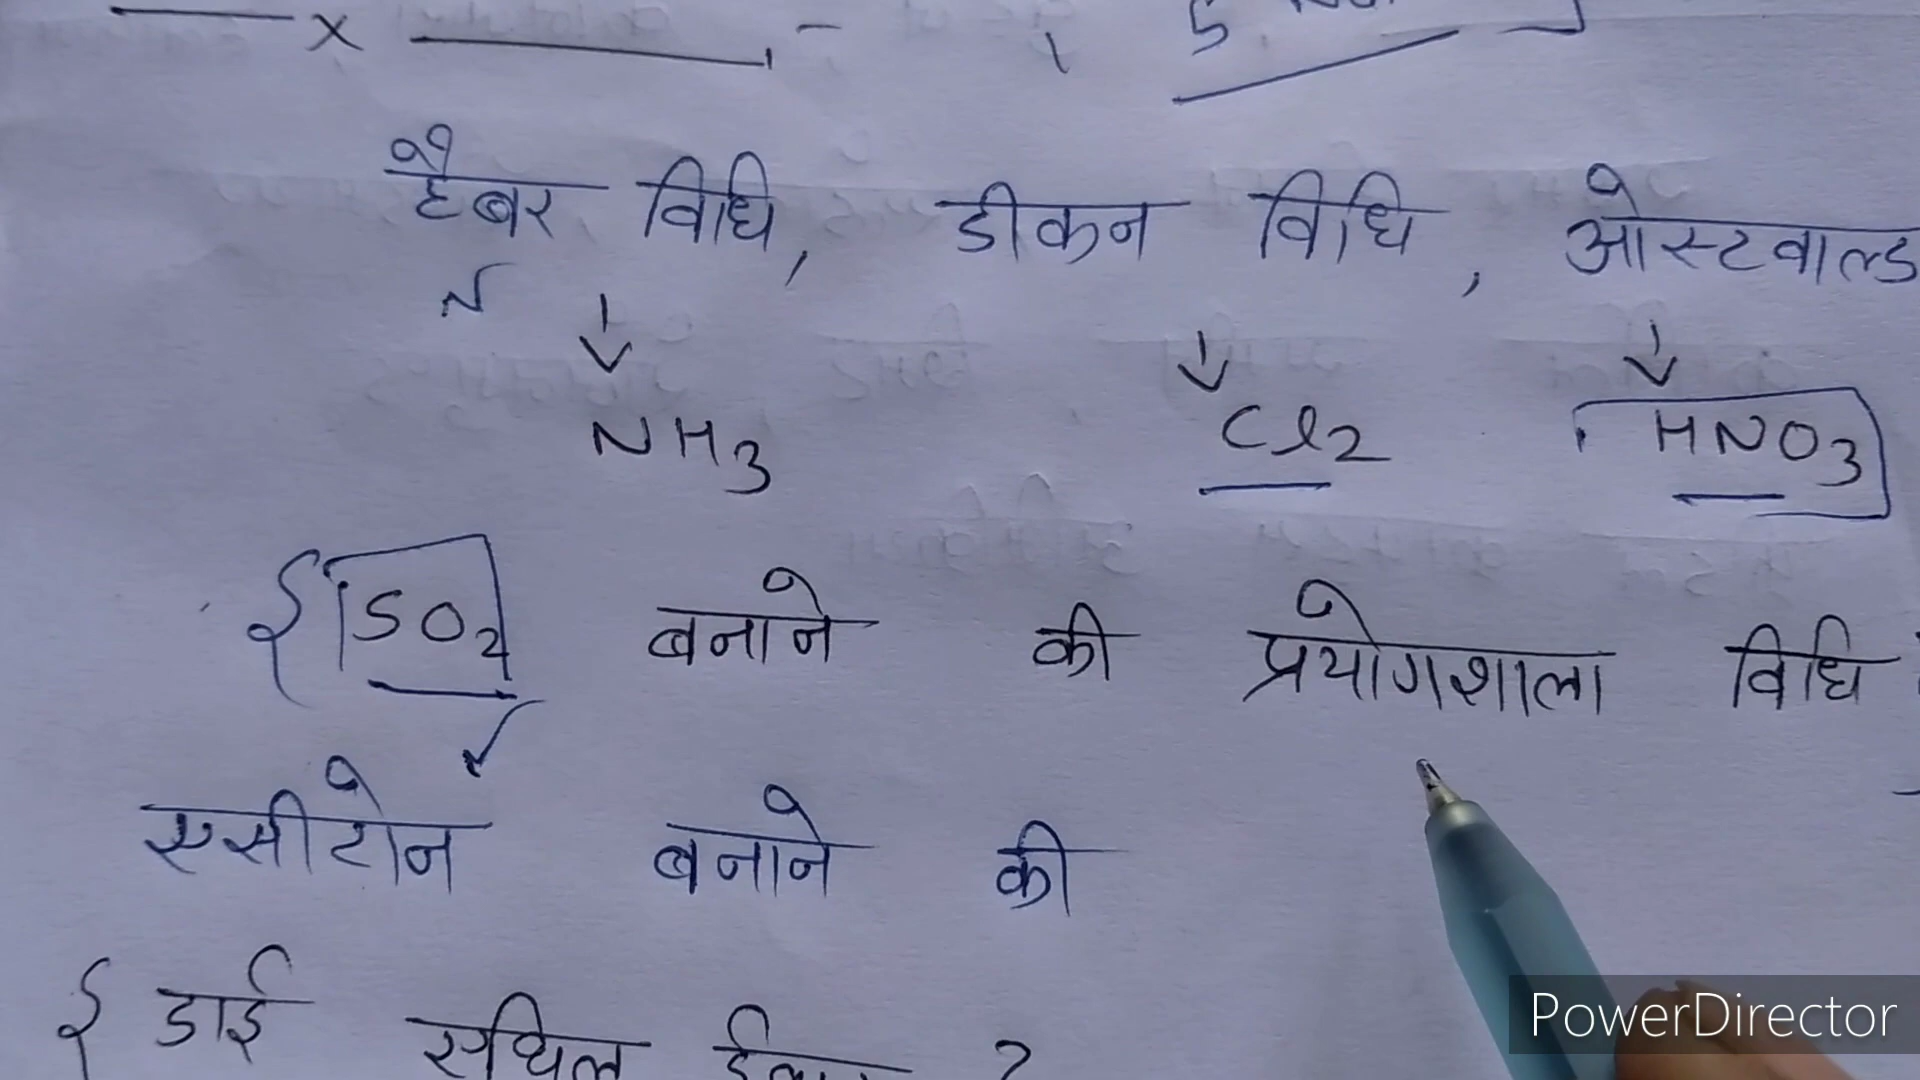 हैबर विधि, डीकन विधि, ओस्टवाल्ड
NH3 Cl2 HNO3
SO2 बनाने की प्रयोगशाला विधि
एसीटोन बनाने की
डाई एथिल ?
PowerDirector